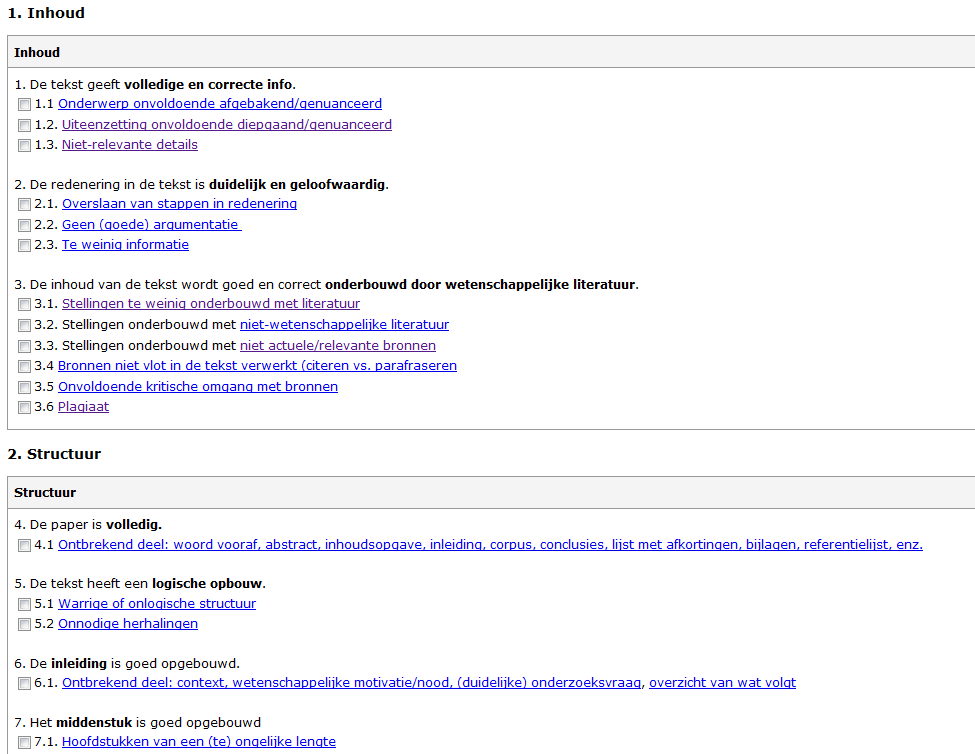 1. Inhoud
Inhoud
1. De tekst geeft volledige en correcte info.
1.1 Onderwerp onvoldoende afgebakend/genuanceerd
1.2. Uiteenzetting onvoldoende diepgaand/genuanceerd
1.3. Niet-relevante details
2. De redenering in de tekst is duidelijk en geloofwaardig.
2.1. Overslaan van stappen in redenering
2.2. Geen (goede) argumentatie
2.3. Te weinig informatie
3. De inhoud van de tekst wordt goed en correct onderbouwd door wetenschappelijke literatuur.
3.1. Stellingen te weinig onderbouwd met literatuur
3.2. Stellingen onderbouwd met niet-wetenschappelijke literatuur
3.3. Stellingen onderbouwd met niet actuele/relevante bronnen
3.4 Bronnen niet vlot in de tekst verwerkt (citeren vs. parafraseren
3.5 Onvoldoende kritische omgang met bronnen
3.6 Plagiaat
2. Structuur
Structuur
4. De paper is volledig.
4.1 Ontbrekend deel: woord vooraf, abstract, inhoudsopgave, inleiding, corpus, conclusies, lijst met afkortingen, bijlagen, referentielijst, enz.
5. De tekst heeft een logische opbouw.
5.1 Warrige of onlogische structuur
5.2 Onnodige herhalingen
6. De inleiding is goed opgebouwd.
6.1. Ontbrekend deel: context, wetenschappelijke motivatie/nood, (duidelijke) onderzoeksvraag, overzicht van wat volgt
7. Het middenstuk is goed opgebouwd
7.1. Hoofdstukken van een (te) ongelijke lengte